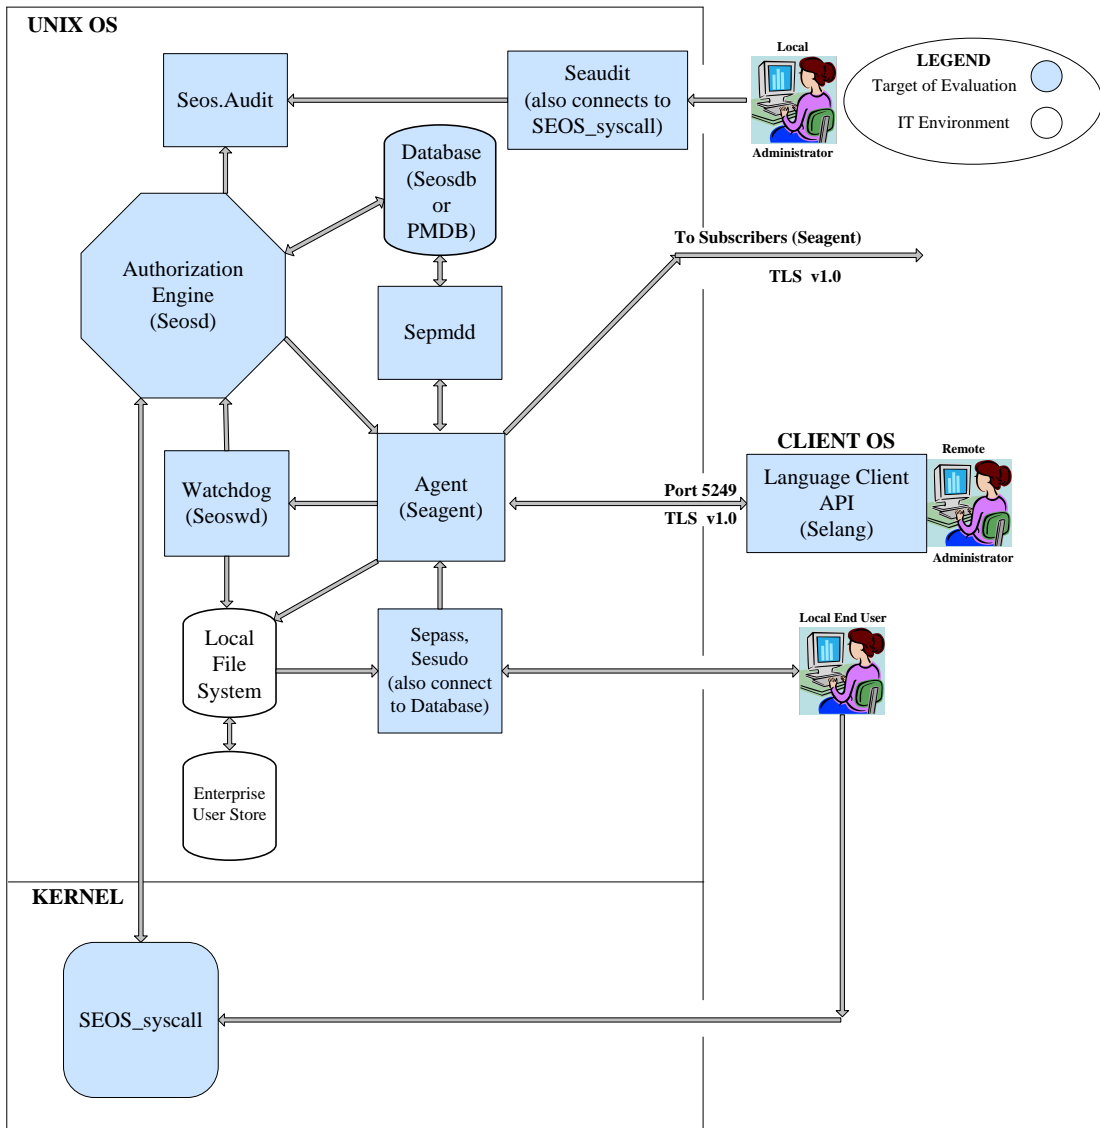 UNIX OS
Local
Administrator
LEGEND
Target of Evaluation
IT Environment
Seos.Audit
Seaudit
(also connects to
SEOS_syscall)
Database
(Seosdb
or
PMDB)
To Subscribers (Seagent)
TLS  v1.0
Authorization
Engine
(Seosd)
Sepmdd
CLIENT OS
Watchdog
(Seoswd)
Agent
(Seagent)
Port 5249
TLS  v1.0
Language Client
API
(Selang)
Remote
Administrator
Local
File
System
Sepass,
Sesudo
(also connect
to Database)
Local End User
Enterprise
User Store
KERNEL
SEOS_syscall